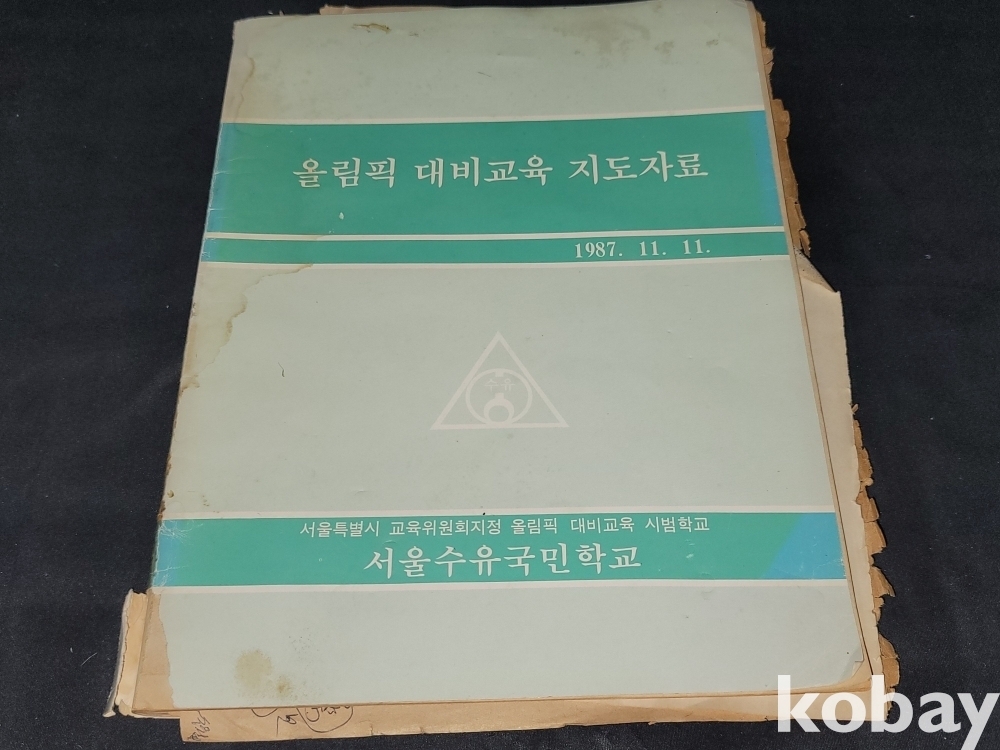 올림픽 대비교육 지도자료
1987. 11. 11.
수유
서울특별시 교육위원회지정 올림픽 대비교육 시범학교
서울수유국민학교
kobay